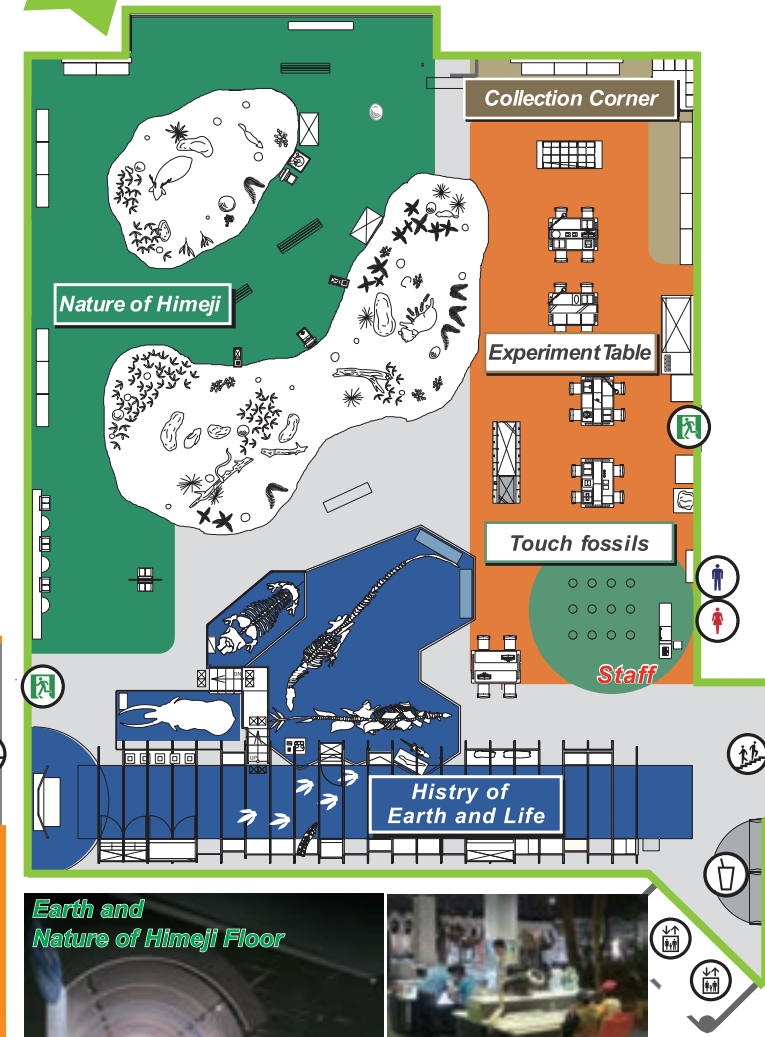 Collection Corner
Nature of Himeji
Experiment Table
Touch fossils
Staff
Histry of
Earth and Life
Earth and
Nature of Himeji Floor